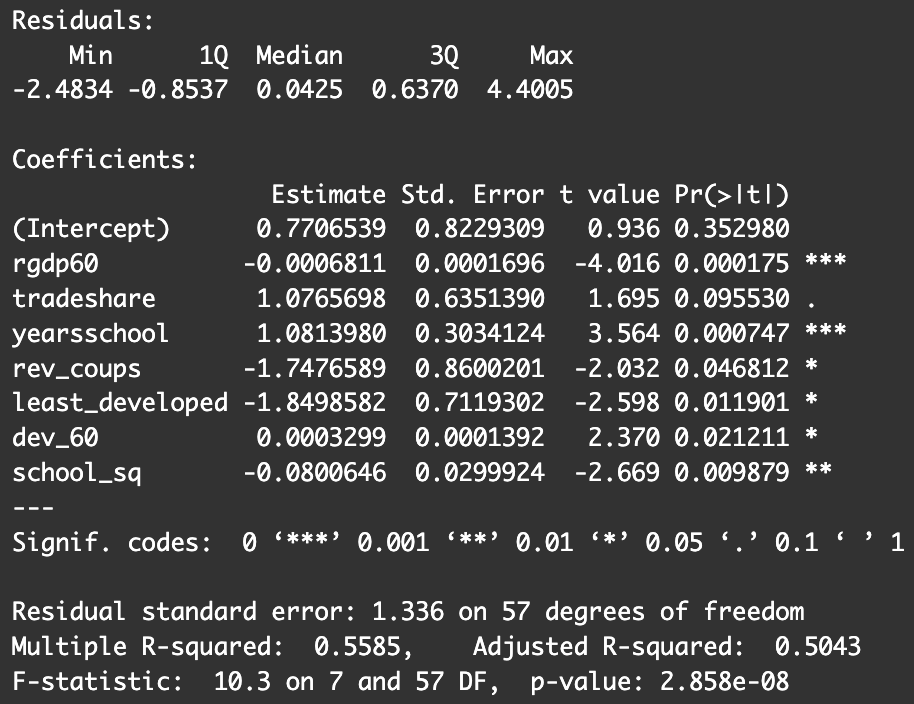 Residuals:
    Min      1Q  Median      3Q     Max
-2.4834 -0.8537  0.0425  0.6370  4.4005

Coefficients:
                  Estimate Std. Error t value Pr(>|t|)
(Intercept)      0.7706539  0.8229309   0.936 0.352980
rgdp60          -0.0006811  0.0001696  -4.016 0.000175 ***
tradeshare       1.0765698  0.6351390   1.695 0.095530 .
yearsschool      1.0813980  0.3034124   3.564 0.000747 ***
rev_coups       -1.7476589  0.8600201  -2.032 0.046812 *
least_developed -1.8498582  0.7119302  -2.598 0.011901 *
dev_60           0.0003299  0.0001392   2.370 0.021211 *
school_sq       -0.0800646  0.0299924  -2.669 0.009879 **
---
Signif. codes:  0 ‘***’ 0.001 ‘**’ 0.01 ‘*’ 0.05 ‘.’ 0.1 ‘ ’ 1

Residual standard error: 1.336 on 57 degrees of freedom
Multiple R-squared:  0.5585,    Adjusted R-squared:  0.5043
F-statistic:  10.3 on 7 and 57 DF,  p-value: 2.858e-08